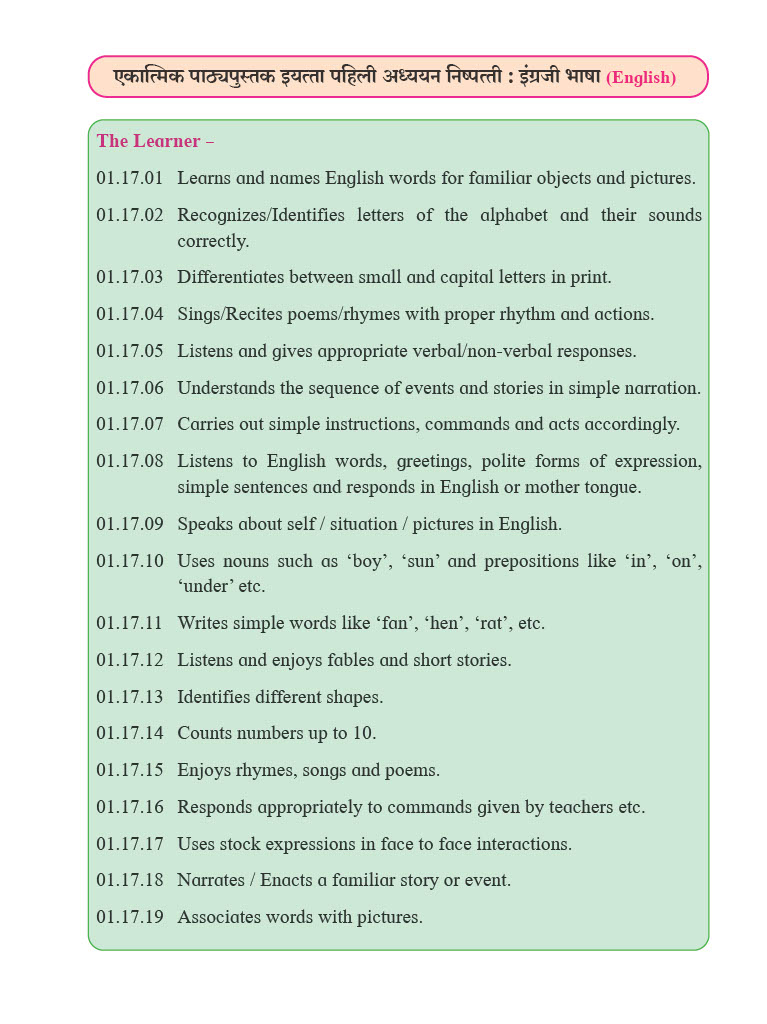 एकात्मिक पाठ्यपुस्तक इयत्ता पहिली अध्ययन निष्पत्ती : इंग्रजी भाषा (English)
The Learner –
01.17.01 Learns and names English words for familiar objects and pictures.
01.17.02 Recognizes/Identifies letters of the alphabet and their sounds
correctly.
01.17.03 Differentiates between small and capital letters in print.
01.17.04 Sings/Recites poems/rhymes with proper rhythm and actions.
01.17.05 Listens and gives appropriate verbal/non-verbal responses.
01.17.06 Understands the sequence of events and stories in simple narration.
01.17.07 Carries out simple instructions, commands and acts accordingly.
01.17.08 Listens to English words, greetings, polite forms of expression,
simple sentences and responds in English or mother tongue.
01.17.09 Speaks about self / situation / pictures in English.
01.17.10 Uses nouns such as ‘boy’, ‘sun’ and prepositions like ‘in’, ‘on’,
‘under’ etc.
01.17.11 Writes simple words like ‘fan’, ‘hen’, ‘rat’, etc.
01.17.12 Listens and enjoys fables and short stories.
01.17.13 Identifies different shapes.
01.17.14 Counts numbers up to 10.
01.17.15 Enjoys rhymes, songs and poems.
01.17.16 Responds appropriately to commands given by teachers etc.
01.17.17 Uses stock expressions in face to face interactions.
01.17.18 Narrates / Enacts a familiar story or event.
01.17.19 Associates words with pictures.